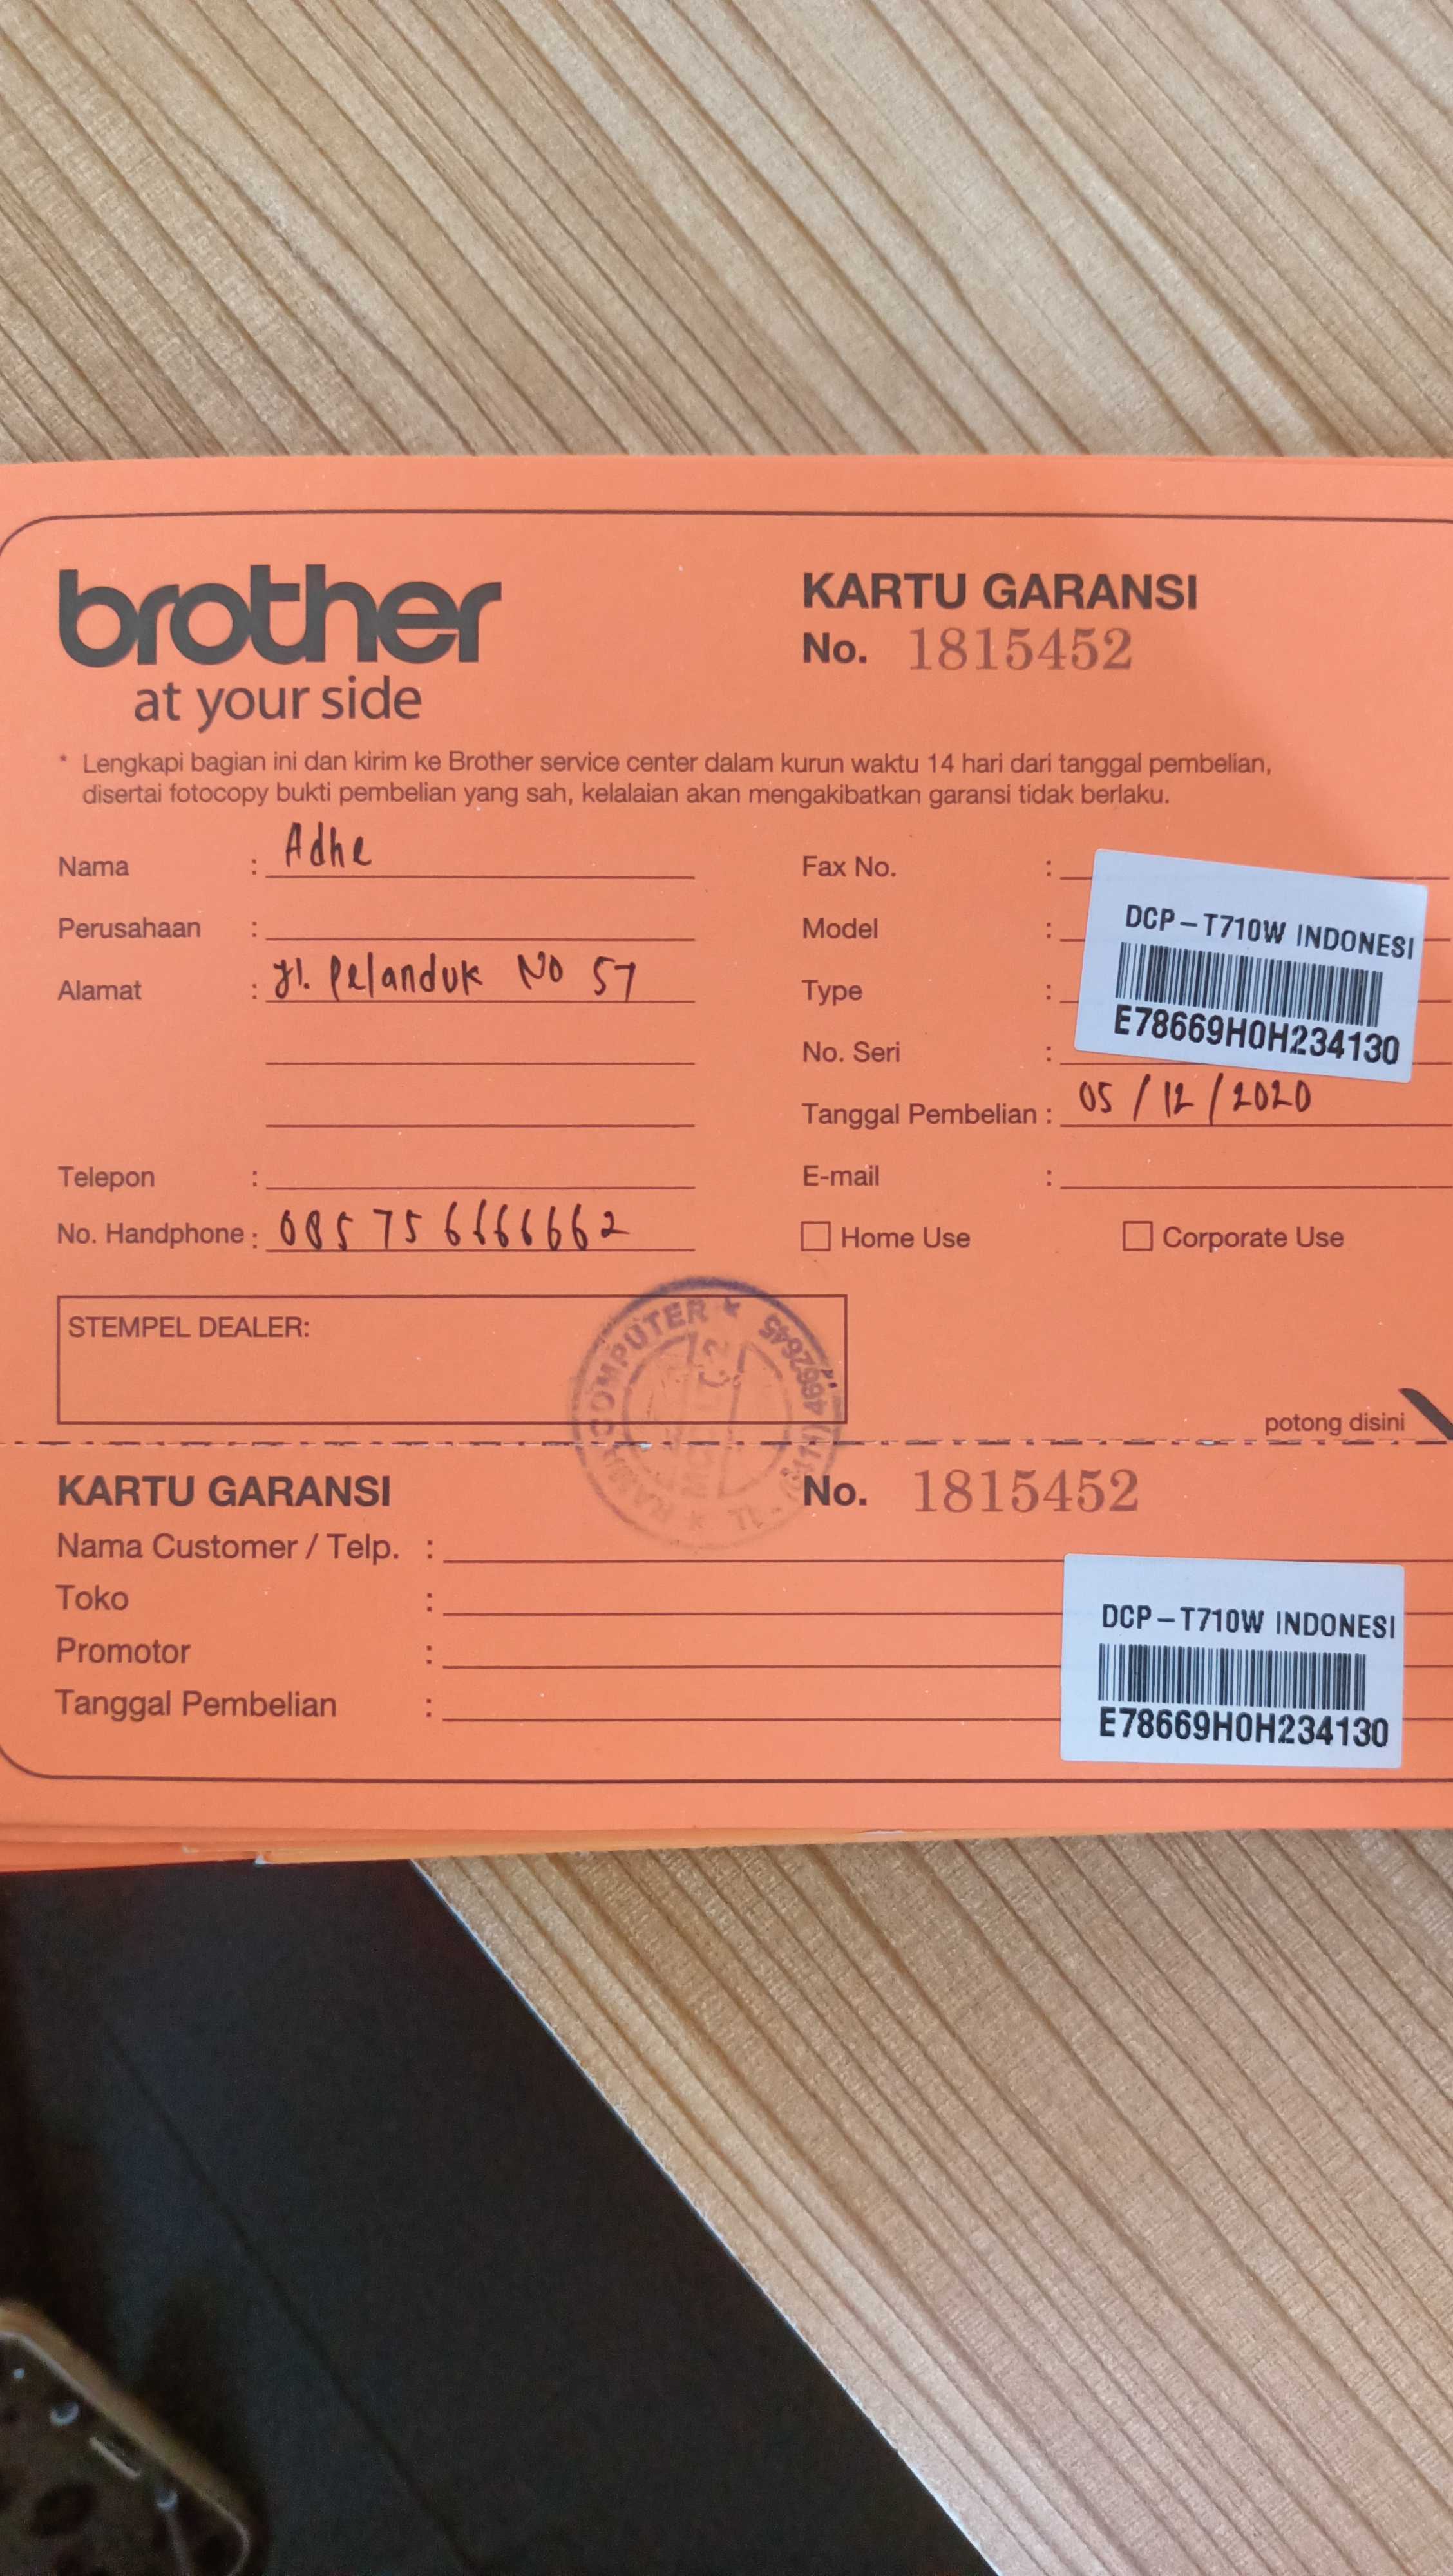 brother
at your side
KARTU GARANSI
No. 1815452
* Lengkapi bagian ini dan kirim ke Brother service center dalam kurun waktu 14 hari dari tanggal pembelian,
disertai fotocopy bukti pembelian yang sah, kelalaian akan mengakibatkan garansi tidak berlaku.
Nama : Adhe
Perusahaan :
Alamat : Jl. Pelanduk No 57
Telepon :
No. Handphone : 085 75 6666662
Fax No. :
Model :
Type :
No. Seri :
DCP-T710W INDONESI
E78669H0H234130
Tanggal Pembelian : 05 / 12 / 2020
E-mail :
Home Use
Corporate Use
STEMPEL DEALER:
COMPUTER
potong disini
KARTU GARANSI
No. 1815452
Nama Customer / Telp. :
Toko :
Promotor :
Tanggal Pembelian :
DCP-T710W INDONESI
E78669H0H234130